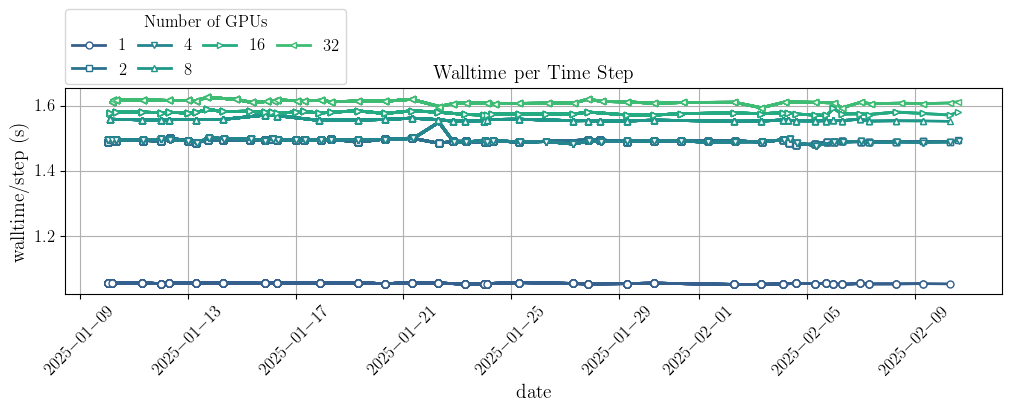 Number of GPUs
1 4 16 32
2 8
Walltime per Time Step
walltime/step (s)
1.6
1.4
1.2
2025−01−09 2025−01−13 2025−01−17 2025−01−21 2025−01−25 2025−01−29 2025−02−01 2025−02−05 2025−02−09
date